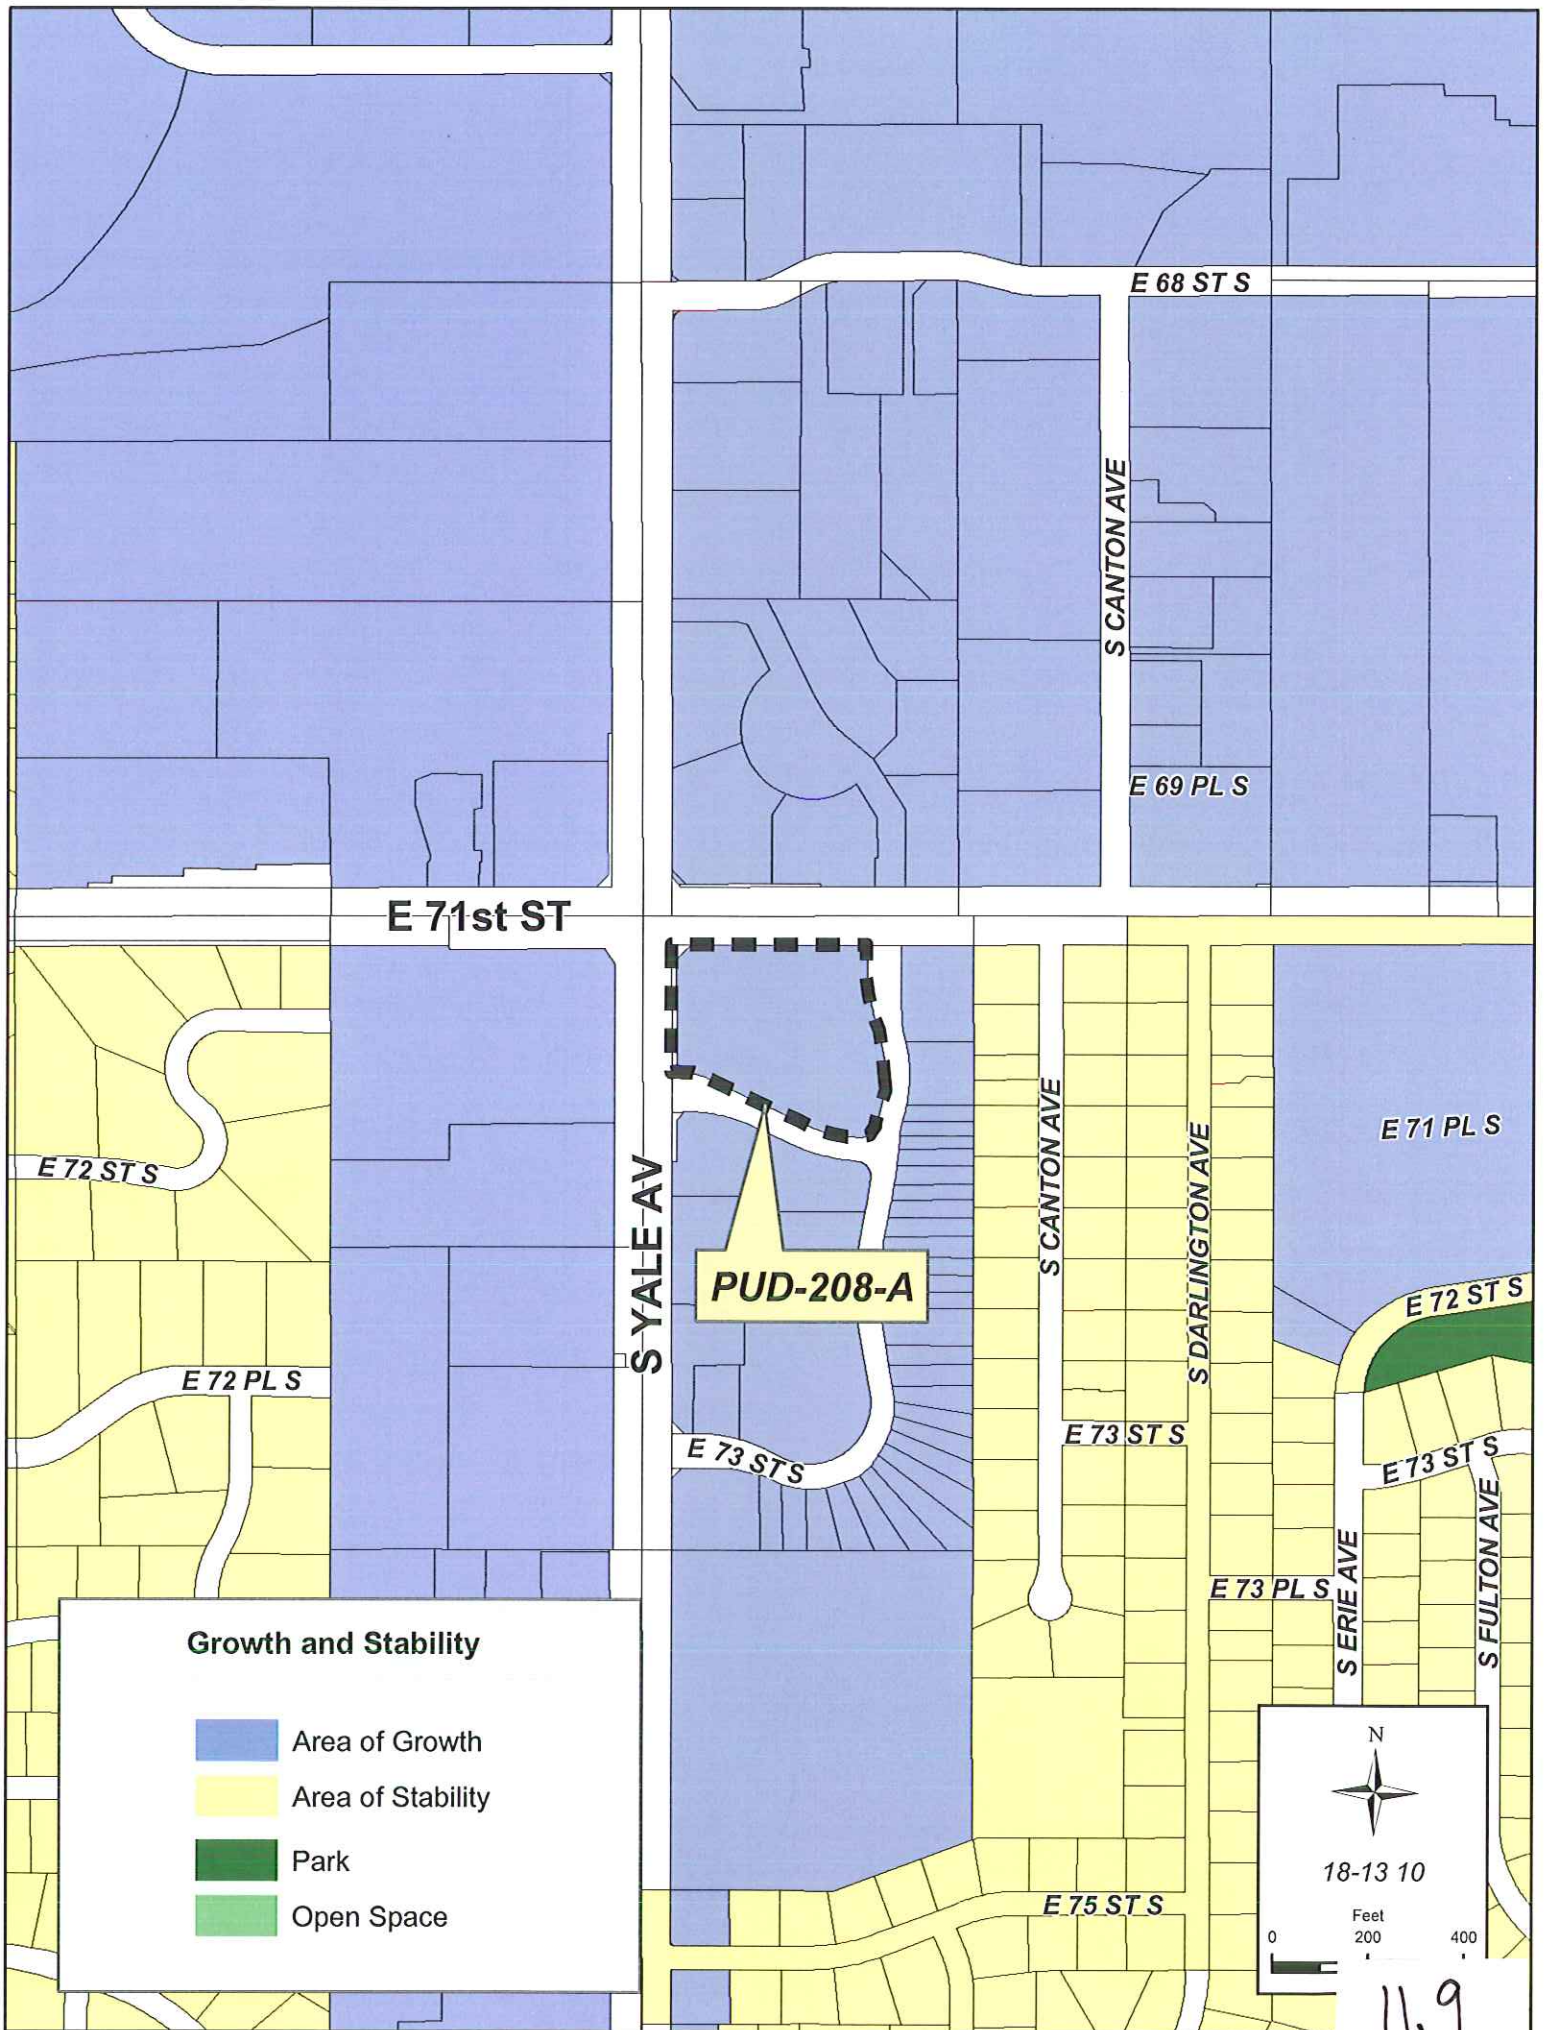 E 68 ST S
S CANTON AVE
E 69 PL S
E 71st ST
E 71 PL S
E 72 ST S
S CANTON AVE
S DARLINGTON AVE
S YALE AV
PUD-208-A
E 72 ST S
E 72 PL S
E 73 ST S
E 73 ST S
E 73 ST S
S FULTON AVE
S ERIE AVE
E 73 PL S
Growth and Stability
Area of Growth
Area of Stability
Park
Open Space
N
18-13 10
Feet
0 200 400
E 75 ST S
11.9